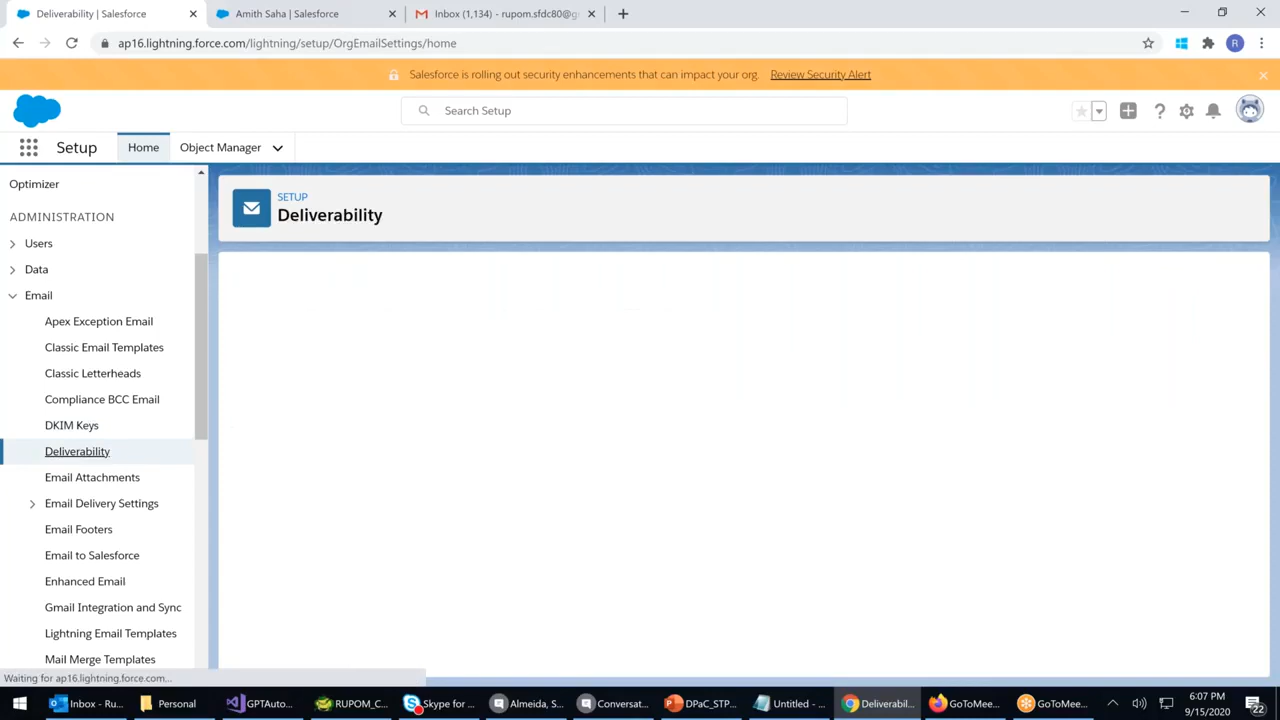 Deliverability | Salesforce
Amith Saha | Salesforce
Inbox (1,134) - rupom.sfdc80@g
ap16.lightning.force.com/lightning/setup/OrgEmailSettings/home
R
Salesforce is rolling out security enhancements that can impact your org. Review Security Alert
Search Setup
Setup
Home
Object Manager
Optimizer
ADMINISTRATION
Users
Data
Email
Apex Exception Email
Classic Email Templates
Classic Letterheads
Compliance BCC Email
DKIM Keys
Deliverability
Email Attachments
Email Delivery Settings
Email Footers
Email to Salesforce
Enhanced Email
Gmail Integration and Sync
Lightning Email Templates
Mail Merge Templates
SETUP
Deliverability
Waiting for ap16.lightning.force.com...
Inbox - Ru...
Personal
GPTAuto...
RUPOM_C...
Skype for ...
Almeida, S...
Conversat...
DPaC_STP...
Untitled - ...
Deliverabil...
GoToMee...
GoToMee...
6:07 PM
9/15/2020
22